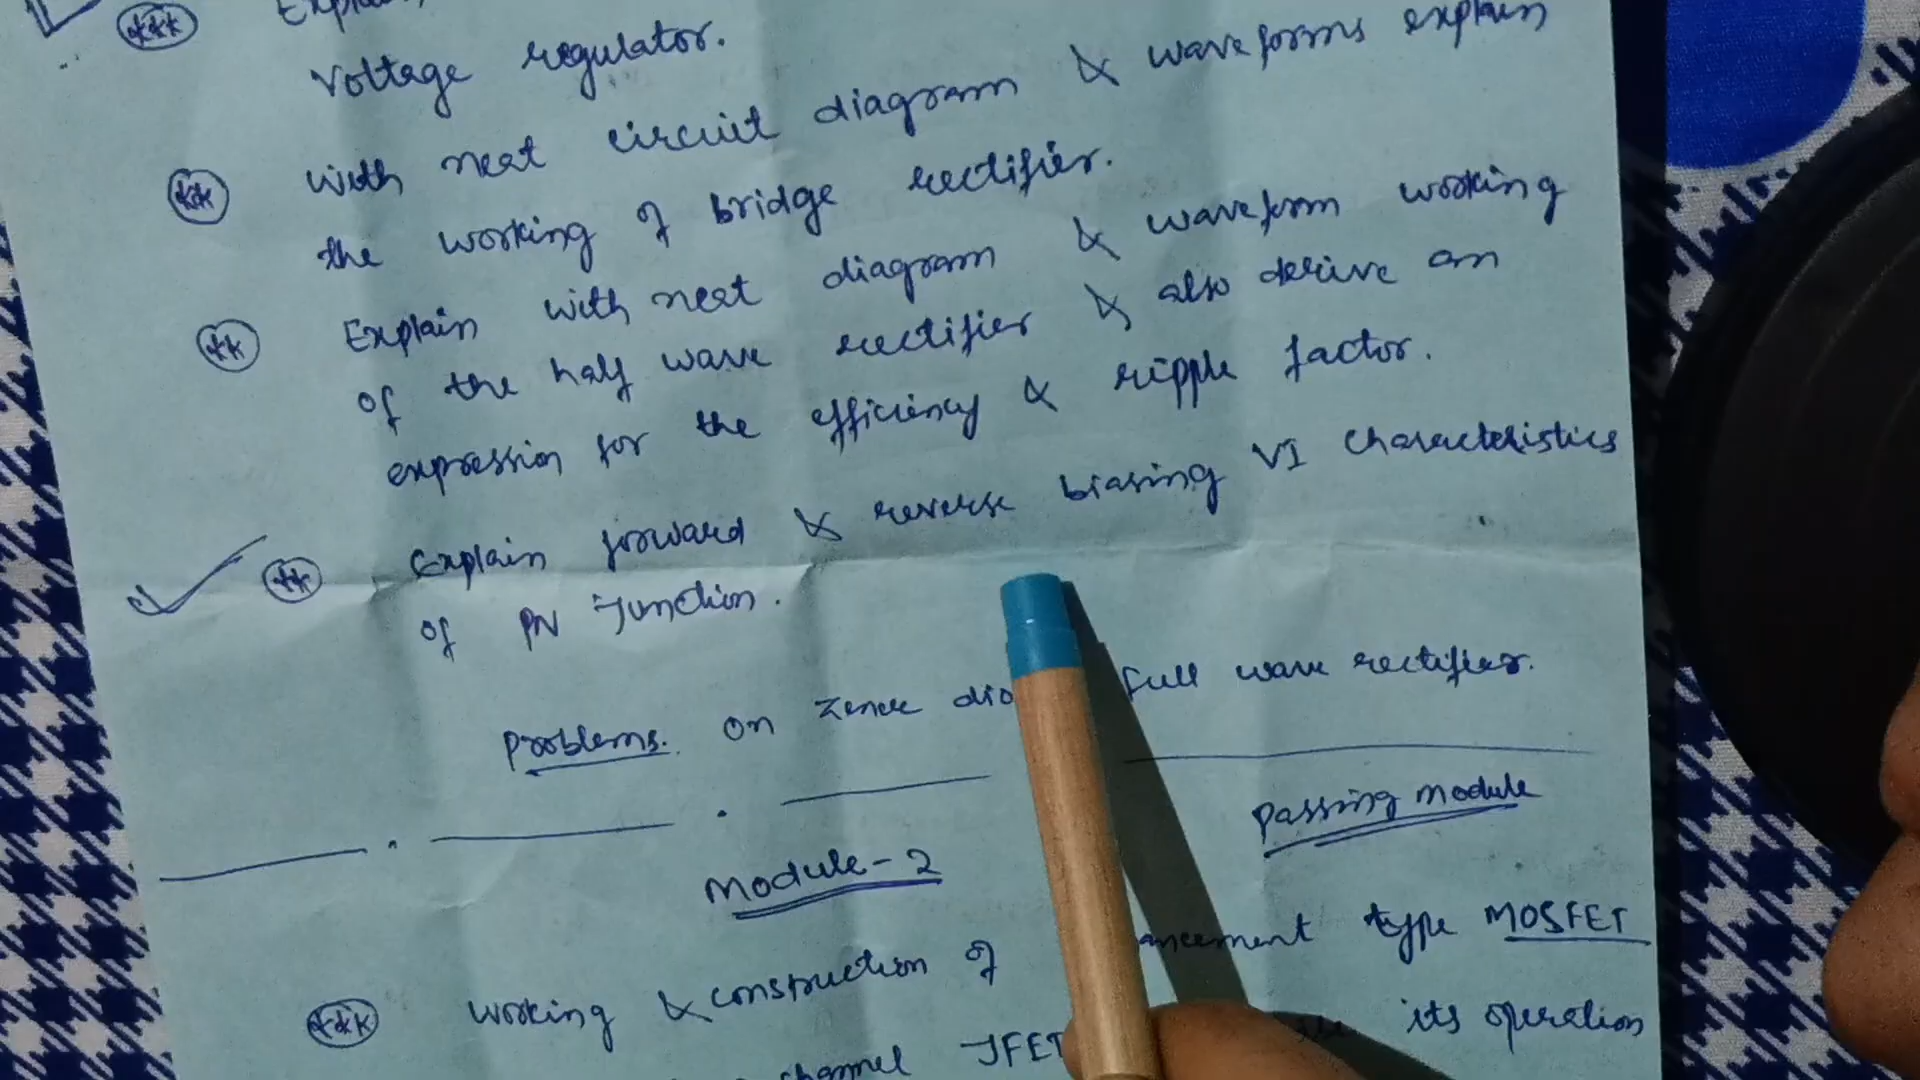 *** Explain
voltage regulator.
** With neat circuit diagram & waveforms explain
the working of bridge rectifier.
** Explain with neat diagram & waveform working
of the half wave rectifier & also derive an
expression for the efficiency & ripple factor.
** Explain forward & reverse biasing VI characteristics
of PN Junction.
Problems. on Zener dio full wave rectifier.
Passing module
Module-2
*** Working & construction of ancement type MOSFET
channel JFET its operation